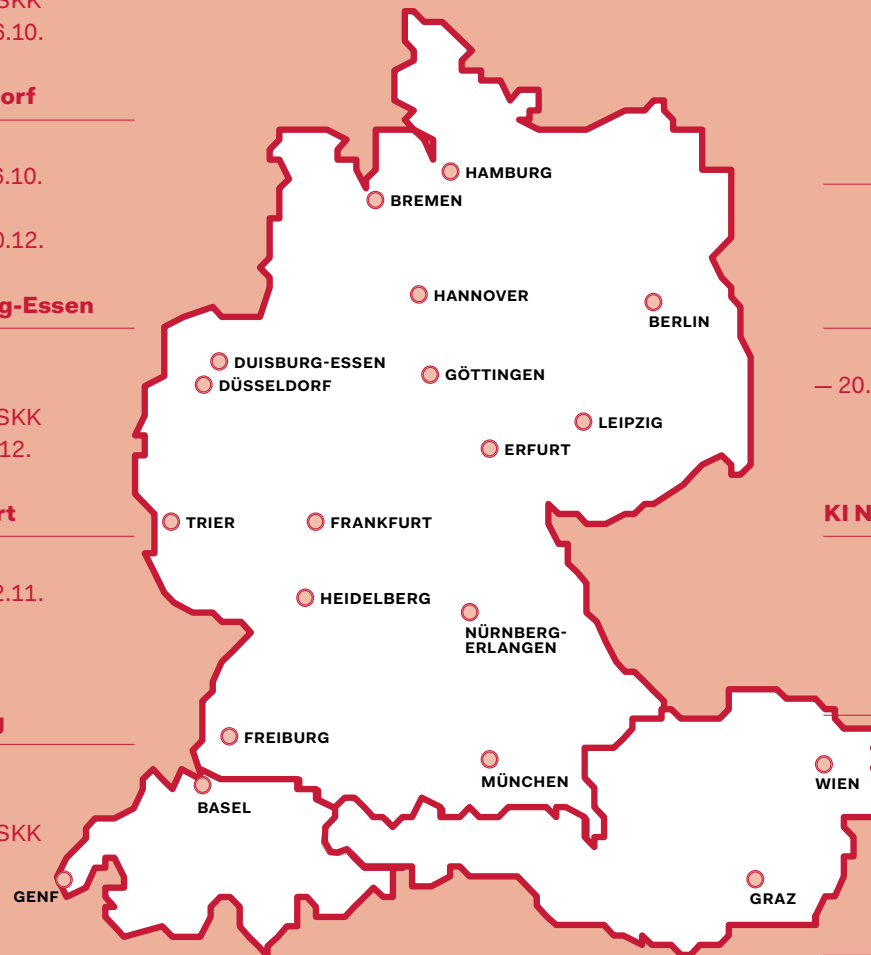 SKK
6.10.
orf
6.10.
0.12.
g-Essen
SKK
12.
rt
2.11.
g
SKK
HAMBURG
BREMEN
HANNOVER
BERLIN
DUISBURG-ESSEN
DÜSSELDORF
GÖTTINGEN
LEIPZIG
ERFURT
TRIER
FRANKFURT
HEIDELBERG
NÜRNBERG-
ERLANGEN
FREIBURG
MÜNCHEN
BASEL
GENF
WIEN
GRAZ
— 20.
KI N